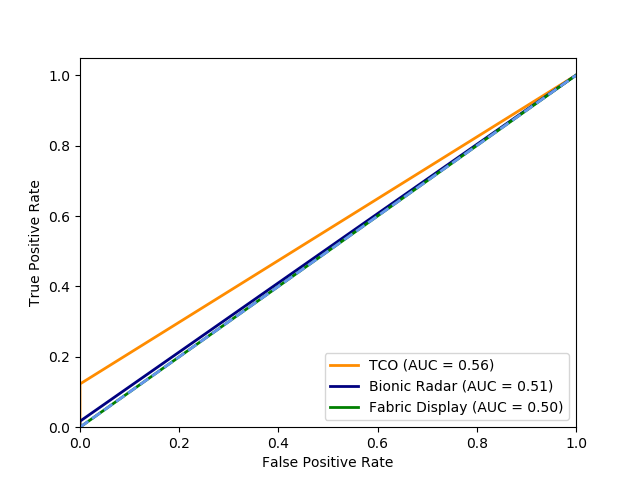 1.0
0.8
0.6
0.4
0.2
0.0
True Positive Rate
TCO (AUC = 0.56)
Bionic Radar (AUC = 0.51)
Fabric Display (AUC = 0.50)
0.0 0.2 0.4 0.6 0.8 1.0
False Positive Rate